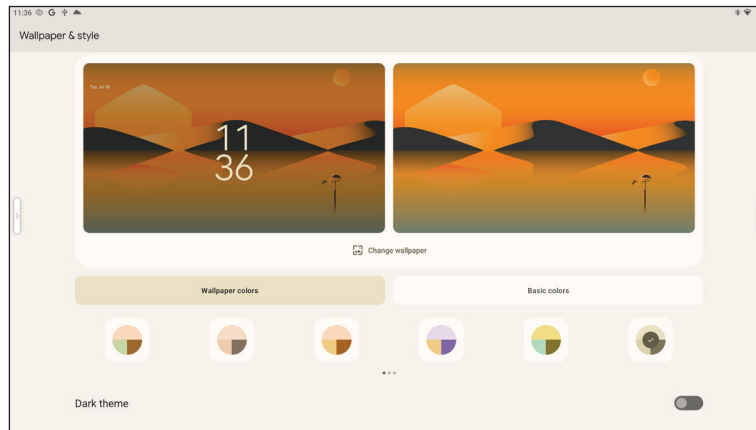 11:36
Wallpaper & style
11
36
Change wallpaper
Wallpaper colors
Basic colors
Dark theme